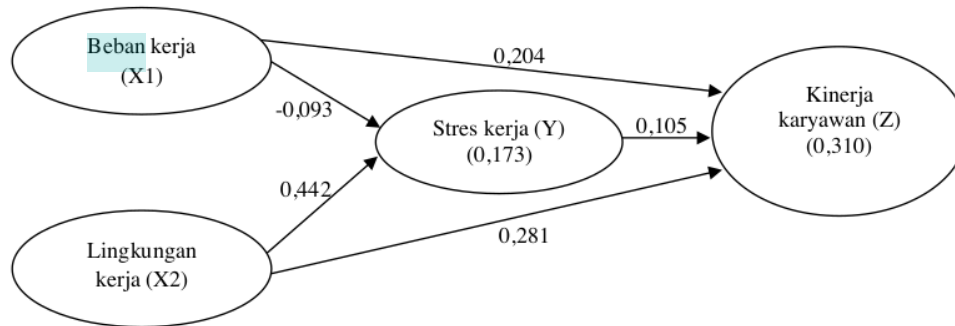 Beban kerja
(X1)
0,204
-0,093
Stres kerja (Y)
(0,173)
0,105
Kinerja
karyawan (Z)
(0,310)
0,442
0,281
Lingkungan
kerja (X2)